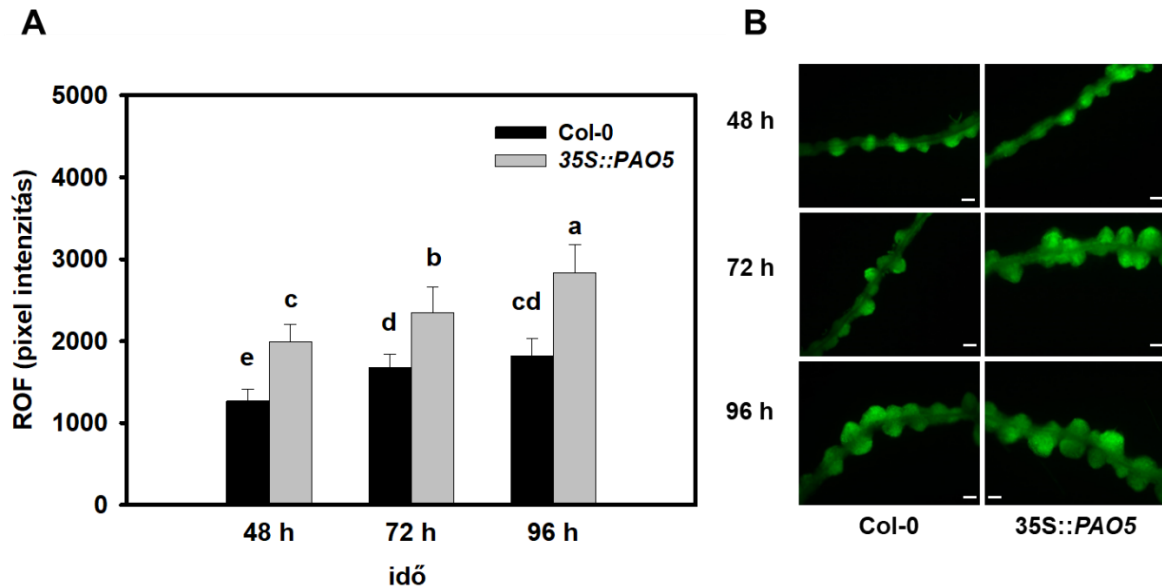 A
B
5000
4000
3000
2000
1000
0
ROF (pixel intenzitás)
Col-0
35S::PAO5
e
c
d
b
cd
a
48 h
72 h
96 h
idő
48 h
72 h
96 h
Col-0
35S::PAO5